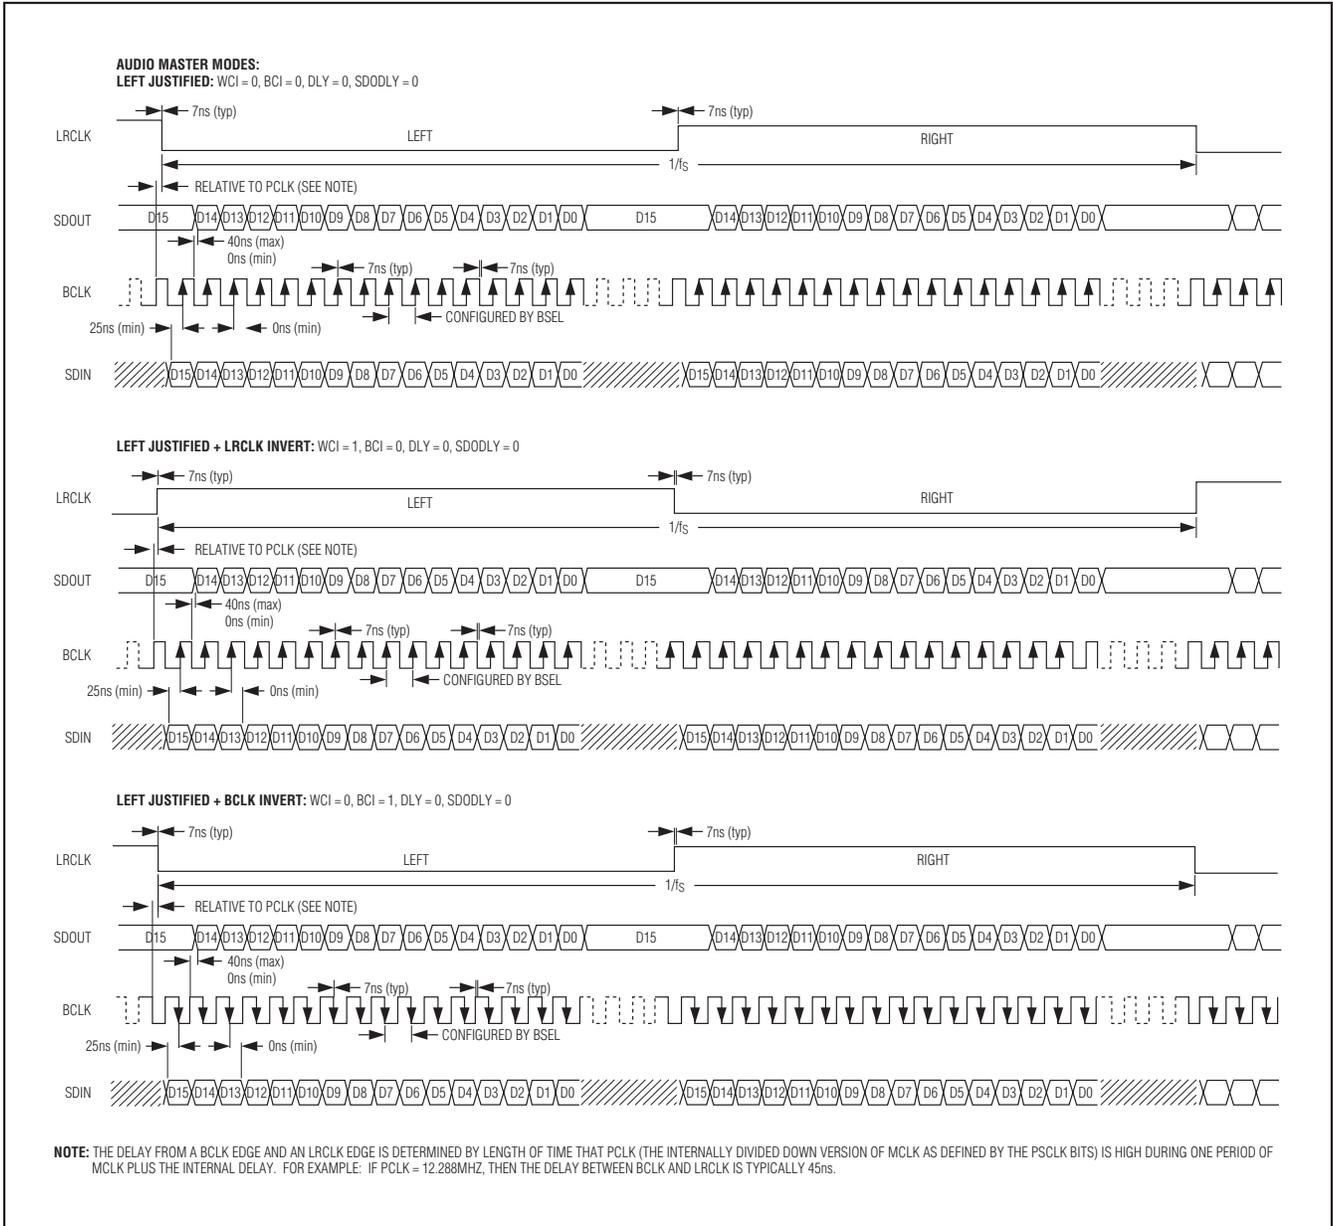 AUDIO MASTER MODES:
LEFT JUSTIFIED: WCI = 0, BCI = 0, DLY = 0, SDODLY = 0
7ns (typ) 7ns (typ)
LRCLK LEFT RIGHT
1/fS
RELATIVE TO PCLK (SEE NOTE)
SDOUT D15 D14 D13 D12 D11 D10 D9 D8 D7 D6 D5 D4 D3 D2 D1 D0 D15 D14 D13 D12 D11 D10 D9 D8 D7 D6 D5 D4 D3 D2 D1 D0
40ns (max)
0ns (min)
7ns (typ) 7ns (typ)
BCLK
CONFIGURED BY BSEL
25ns (min) 0ns (min)
SDIN D15 D14 D13 D12 D11 D10 D9 D8 D7 D6 D5 D4 D3 D2 D1 D0 D15 D14 D13 D12 D11 D10 D9 D8 D7 D6 D5 D4 D3 D2 D1 D0
LEFT JUSTIFIED + LRCLK INVERT: WCI = 1, BCI = 0, DLY = 0, SDODLY = 0
7ns (typ) 7ns (typ)
LRCLK LEFT RIGHT
1/fS
RELATIVE TO PCLK (SEE NOTE)
SDOUT D15 D14 D13 D12 D11 D10 D9 D8 D7 D6 D5 D4 D3 D2 D1 D0 D15 D14 D13 D12 D11 D10 D9 D8 D7 D6 D5 D4 D3 D2 D1 D0
40ns (max)
0ns (min)
7ns (typ) 7ns (typ)
BCLK
CONFIGURED BY BSEL
25ns (min) 0ns (min)
SDIN D15 D14 D13 D12 D11 D10 D9 D8 D7 D6 D5 D4 D3 D2 D1 D0 D15 D14 D13 D12 D11 D10 D9 D8 D7 D6 D5 D4 D3 D2 D1 D0
LEFT JUSTIFIED + BCLK INVERT: WCI = 0, BCI = 1, DLY = 0, SDODLY = 0
7ns (typ) 7ns (typ)
LRCLK LEFT RIGHT
1/fS
RELATIVE TO PCLK (SEE NOTE)
SDOUT D15 D14 D13 D12 D11 D10 D9 D8 D7 D6 D5 D4 D3 D2 D1 D0 D15 D14 D13 D12 D11 D10 D9 D8 D7 D6 D5 D4 D3 D2 D1 D0
40ns (max)
0ns (min)
7ns (typ) 7ns (typ)
BCLK
CONFIGURED BY BSEL
25ns (min) 0ns (min)
SDIN D15 D14 D13 D12 D11 D10 D9 D8 D7 D6 D5 D4 D3 D2 D1 D0 D15 D14 D13 D12 D11 D10 D9 D8 D7 D6 D5 D4 D3 D2 D1 D0
NOTE: THE DELAY FROM A BCLK EDGE AND AN LRCLK EDGE IS DETERMINED BY LENGTH OF TIME THAT PCLK (THE INTERNALLY DIVIDED DOWN VERSION OF MCLK AS DEFINED BY THE PSCLK BITS) IS HIGH DURING ONE PERIOD OF
MCLK PLUS THE INTERNAL DELAY. FOR EXAMPLE: IF PCLK = 12.288MHZ, THEN THE DELAY BETWEEN BCLK AND LRCLK IS TYPICALLY 45ns.